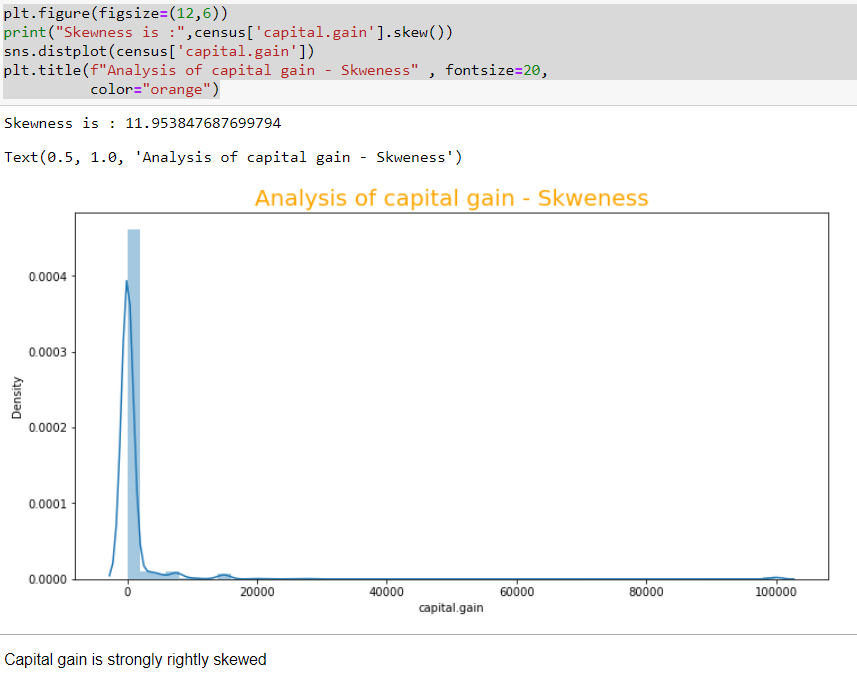 plt.figure(figsize=(12,6))
print("Skewness is :",census['capital.gain'].skew())
sns.distplot(census['capital.gain'])
plt.title(f"Analysis of capital gain - Skweness" , fontsize=20,
          color="orange")
Skewness is : 11.953847687699794
Text(0.5, 1.0, 'Analysis of capital gain - Skweness')
Analysis of capital gain - Skweness
0.0004
0.0003
0.0002
0.0001
0.0000
Density
0 20000 40000 60000 80000 100000
capital.gain
Capital gain is strongly rightly skewed